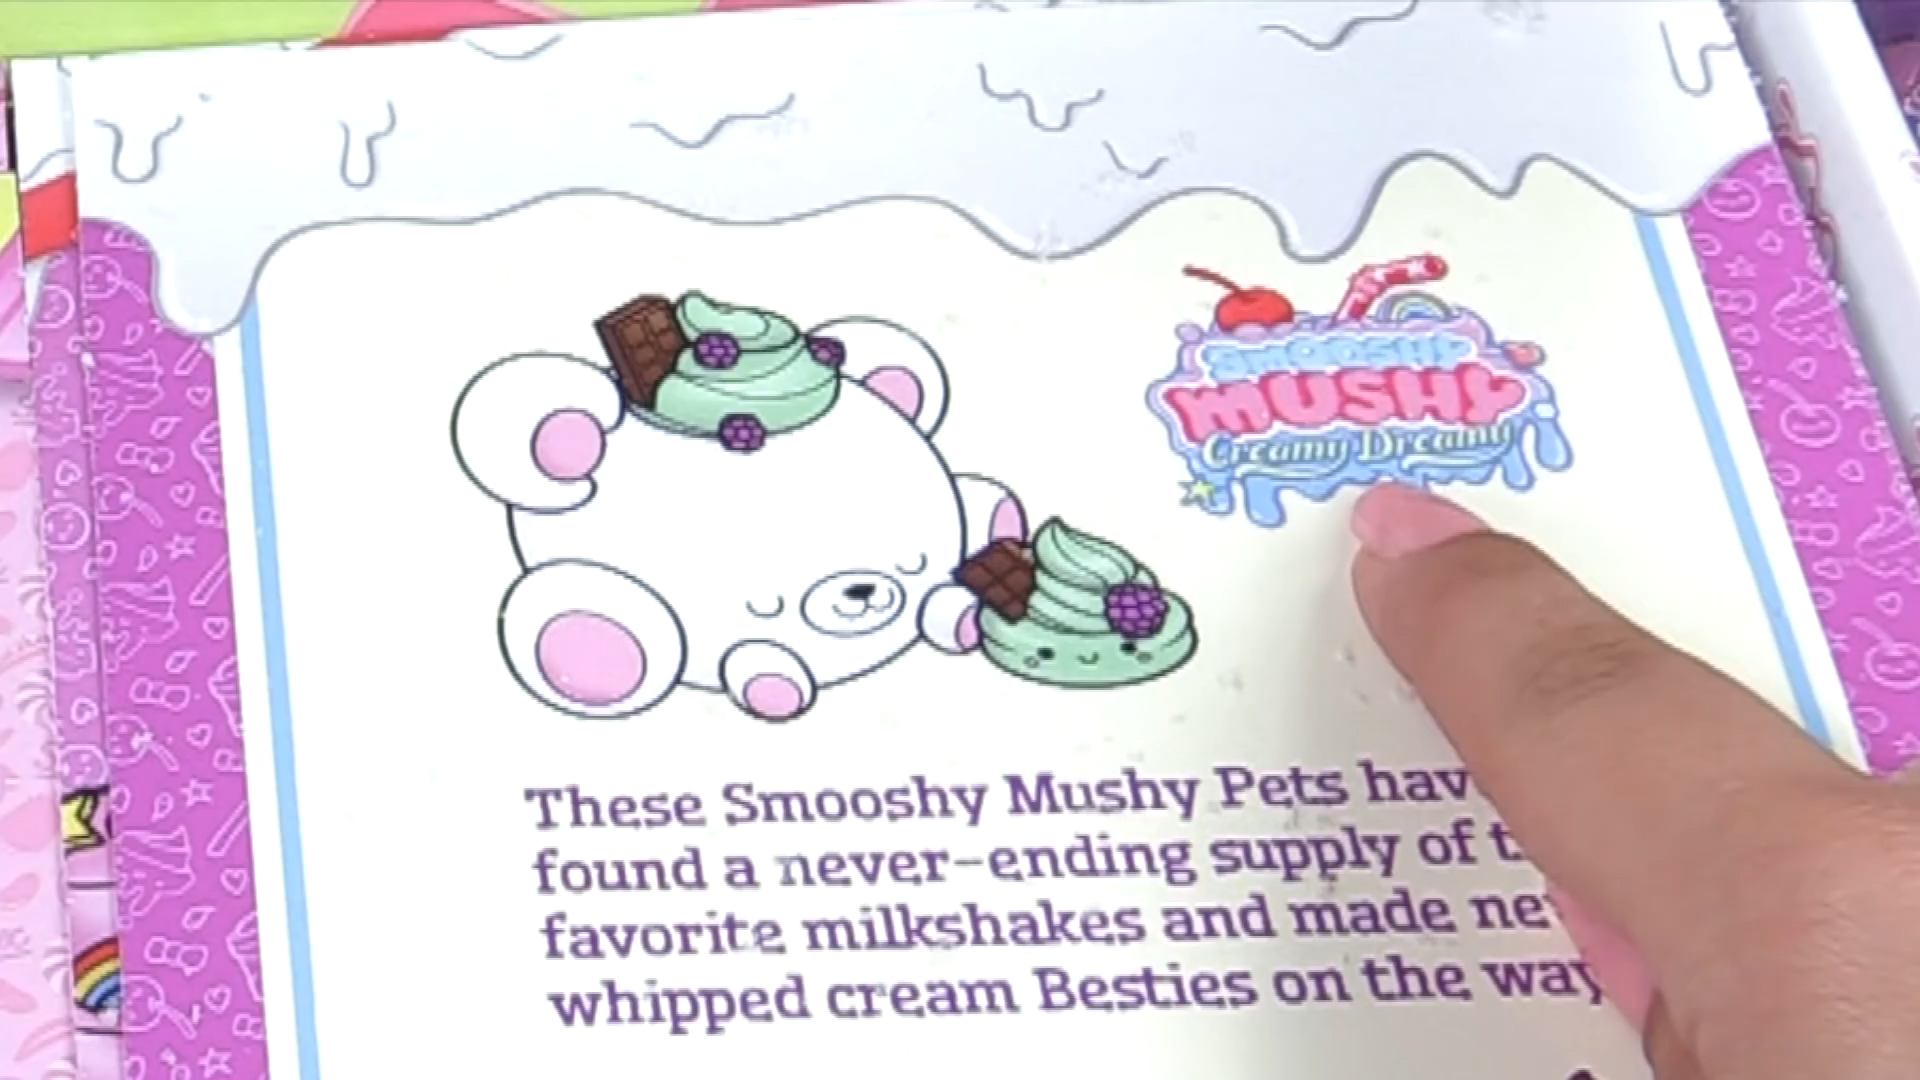 SMOOSHY
MUSHY
Creamy Dreamy
These Smooshy Mushy Pets hav
found a never-ending supply of t
favorite milkshakes and made ne
whipped cream Besties on the way